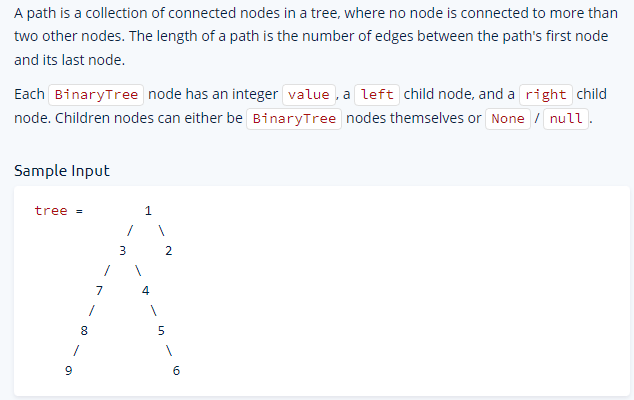 A path is a collection of connected nodes in a tree, where no node is connected to more than
two other nodes. The length of a path is the number of edges between the path's first node
and its last node.
Each BinaryTree node has an integer value , a left child node, and a right child
node. Children nodes can either be BinaryTree nodes themselves or None / null .
Sample Input
tree = 1
/ \
3 2
/ \
7 4
/ \
8 5
/ \
9 6